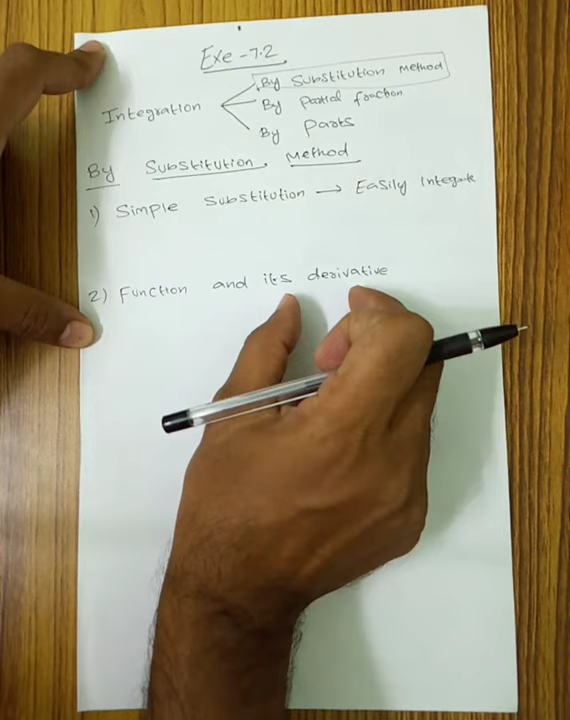 Exe - 7.2
By Substitution Method
Integration
By Partial fraction
By Parts
By Substitution Method
1) Simple Substitution → Easily Integrate
2) Function and its derivative